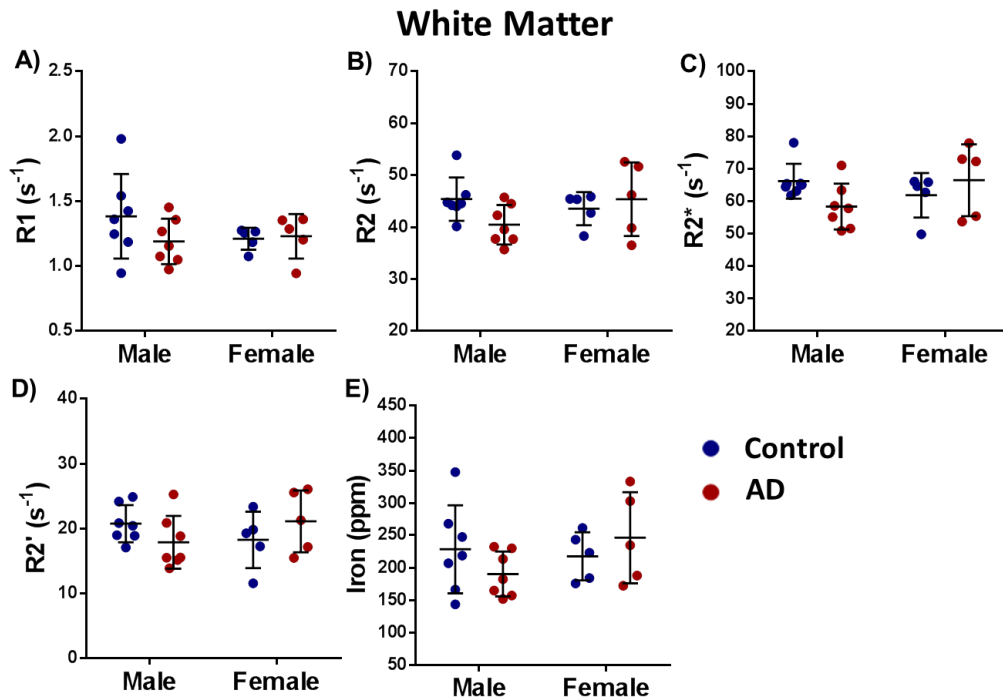 White Matter
A)
R1 (s⁻¹)
2.5
2.0
1.5
1.0
0.5
Male Female
B)
R2 (s⁻¹)
70
60
50
40
30
20
Male Female
C)
R2* (s⁻¹)
100
90
80
70
60
50
40
30
20
Male Female
D)
R2' (s⁻¹)
40
30
20
10
0
Male Female
E)
Iron (ppm)
450
400
350
300
250
200
150
100
50
Male Female
Control
AD